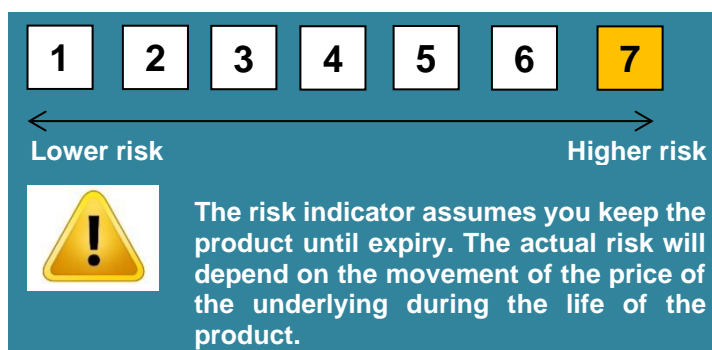 1 2 3 4 5 6 7
Lower risk Higher risk
!
The risk indicator assumes you keep the
product until expiry. The actual risk will
depend on the movement of the price of
the underlying during the life of the
product.